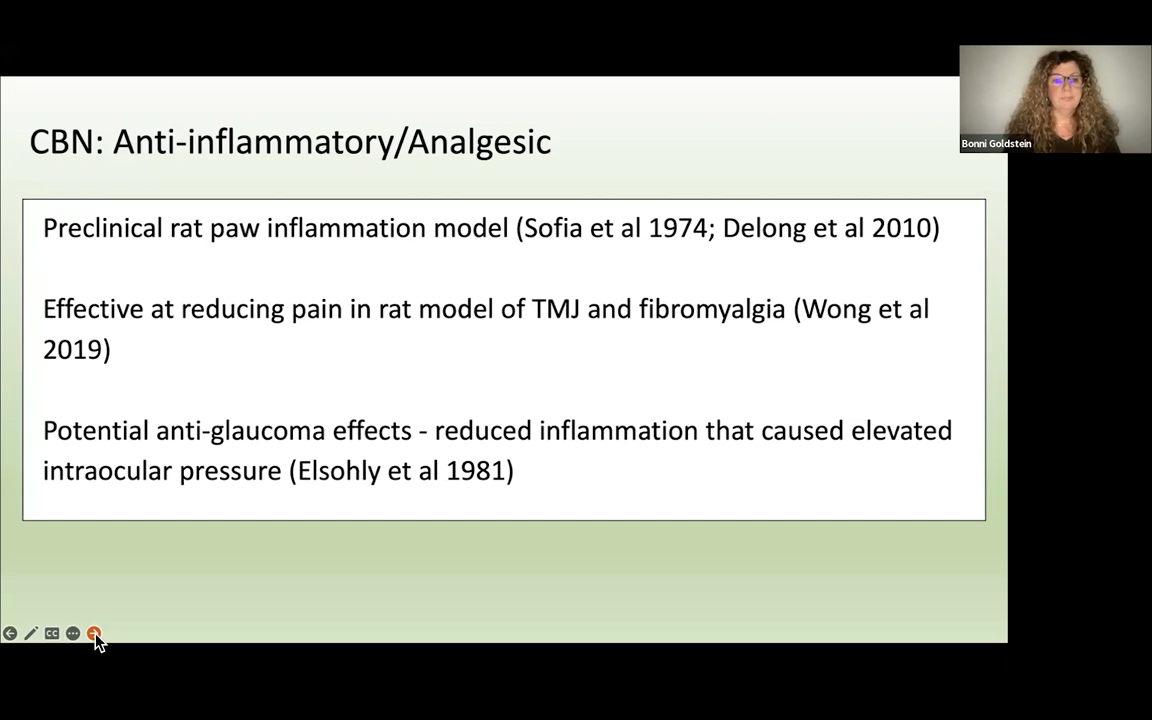 Bonni Goldstein
CBN: Anti-inflammatory/Analgesic
Preclinical rat paw inflammation model (Sofia et al 1974; Delong et al 2010)
Effective at reducing pain in rat model of TMJ and fibromyalgia (Wong et al
2019)
Potential anti-glaucoma effects - reduced inflammation that caused elevated
intraocular pressure (Elsohly et al 1981)
CC